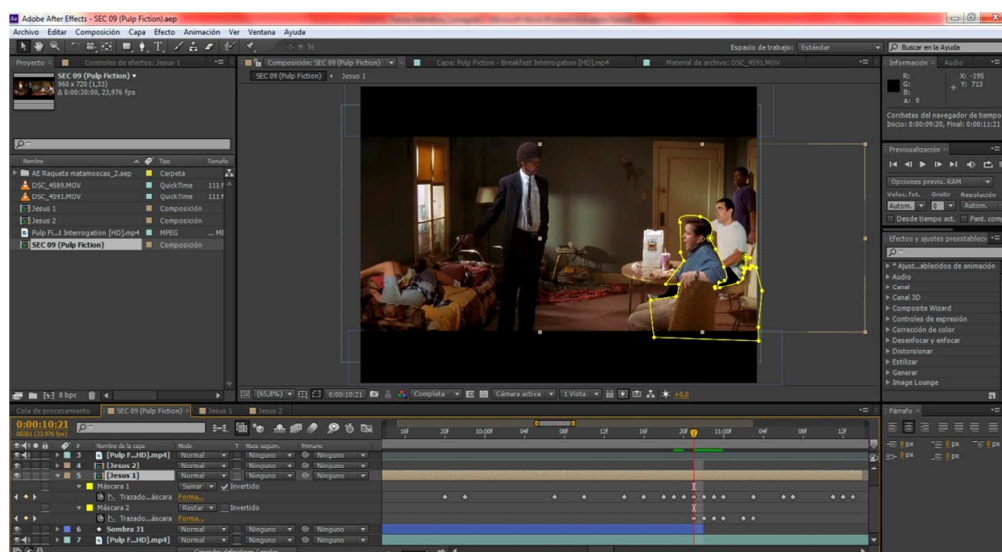 Adobe After Effects - SEC 09 (Pulp Fiction).aep
Archivo Editar Composición Capa Efecto Animación Ver Ventana Ayuda
Espacio de trabajo: Estándar
Buscar en la Ayuda
Proyecto
Controles de efectos: Jesus 1
Composición: SEC 09 (Pulp Fiction)
Capa: Pulp Fiction - Breakfast Interrogation [HD].mp4
Material de archivo: DSC_4591.MOV
Información
Audio
SEC 09 (Pulp Fiction)
960 x 720 (1,33)
Δ 0:00:30:00, 23,976 fps
SEC 09 (Pulp Fiction)
Jesus 1
R:
G:
B:
A: 0
X: -195
Y: 713
Corchetes del navegador de tiempo
Inicio: 0:00:09:20, Final: 0:00:11:21
Nombre
Tipo
Tamaño
AE Raqueta matamoscas_2.aep Carpeta
DSC_4589.MOV QuickTime
DSC_4591.MOV QuickTime
Jesus 1 Composición
Jesus 2 Composición
Pulp Fi...t Interrogation [HD].mp4 MPEG
SEC 09 (Pulp Fiction) Composición
Previsualización
Opciones previs. RAM
Veloc. fot. Omitir Resolución
Autom. 0 Autom.
Desde tiempo act. Pant. com
Efectos y ajustes preestableci
* Ajust...ablecidos de animación
Audio
Canal
Canal 3D
Composite Wizard
Controles de expresión
Corrección de color
Desenfocar y enfocar
Distorsionar
Estilizar
Generar
Image Lounge
8 bpc
(65,8%)
0:00:10:21
Completa
Cámara activa
1 Vista
+0,0
Cola de procesamiento
SEC 09 (Pulp Fiction)
Jesus 1
Jesus 2
Párrafo
0:00:10:21
00261 (23.976 fps)
Nombre de la capa Modo T Mate seguim. Primario
16f 20f 10:00f 04f 08f 12f 16f 20f 11:00f 04f 08f 12f
3 [Pulp F...HD].mp4] Normal Ninguno
4 [Jesus 2] Normal Ninguno Ninguno
5 [Jesus 1] Normal Ninguno Ninguno
Máscara 1 Sumar Invertido
Trazado...áscara Forma...
Máscara 2 Restar Invertido
Trazado...áscara Forma...
6 Sombra J1 Normal Ninguno Ninguno
7 [Pulp F...HD].mp4] Normal Ninguno Ninguno
0 px
0 px
0 px
0 px
0 px